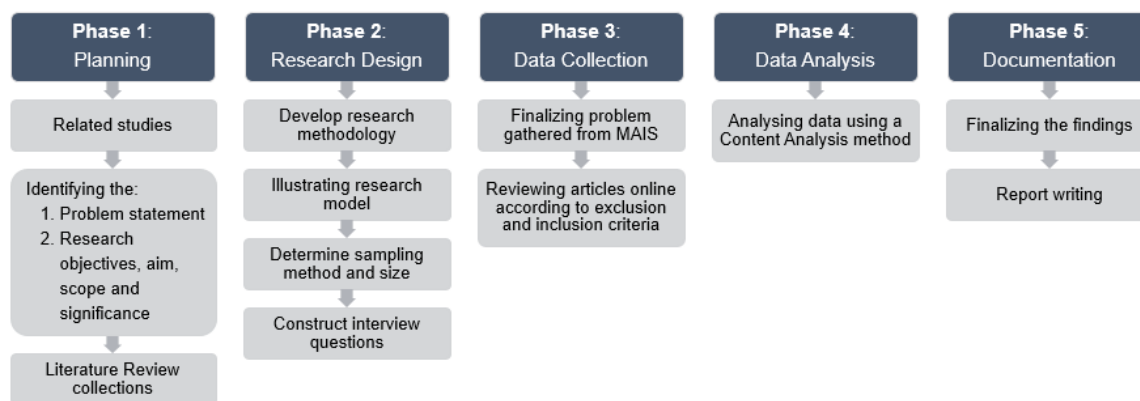 Phase 1:
Planning
Related studies
Identifying the:
1. Problem statement
2. Research
objectives, aim,
scope and
significance
Literature Review
collections
Phase 2:
Research Design
Develop research
methodology
Illustrating research
model
Determine sampling
method and size
Construct interview
questions
Phase 3:
Data Collection
Finalizing problem
gathered from MAIS
Reviewing articles online
according to exclusion
and inclusion criteria
Phase 4:
Data Analysis
Analysing data using a
Content Analysis method
Phase 5:
Documentation
Finalizing the findings
Report writing